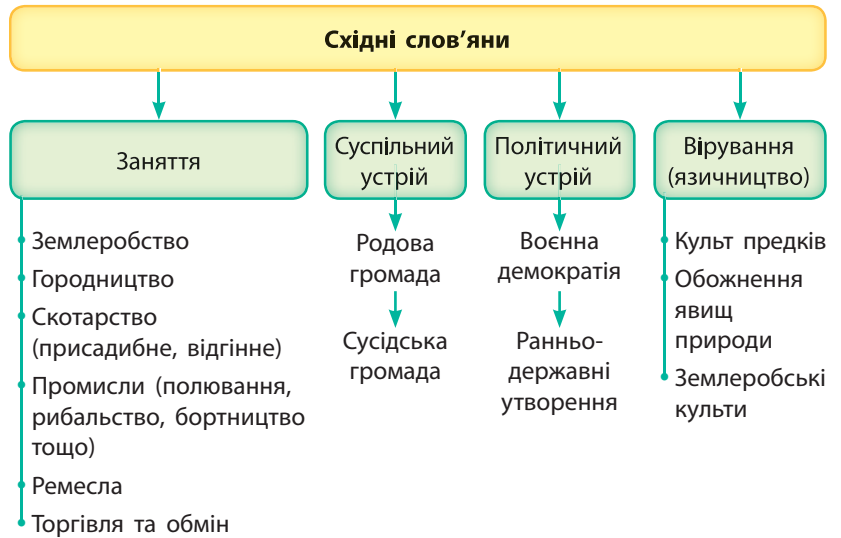 Східні слов’яни
Заняття
Землеробство
Городництво
Скотарство
(присадибне, відгінне)
Промисли (полювання,
рибальство, бортництво
тощо)
Ремесла
Торгівля та обмін
Суспільний
устрій
Родова
громада
Сусідська
громада
Політичний
устрій
Воєнна
демократія
Ранньо-
державні
утворення
Вірування
(язичництво)
Культ предків
Обожнення
явищ
природи
Землеробські
культи